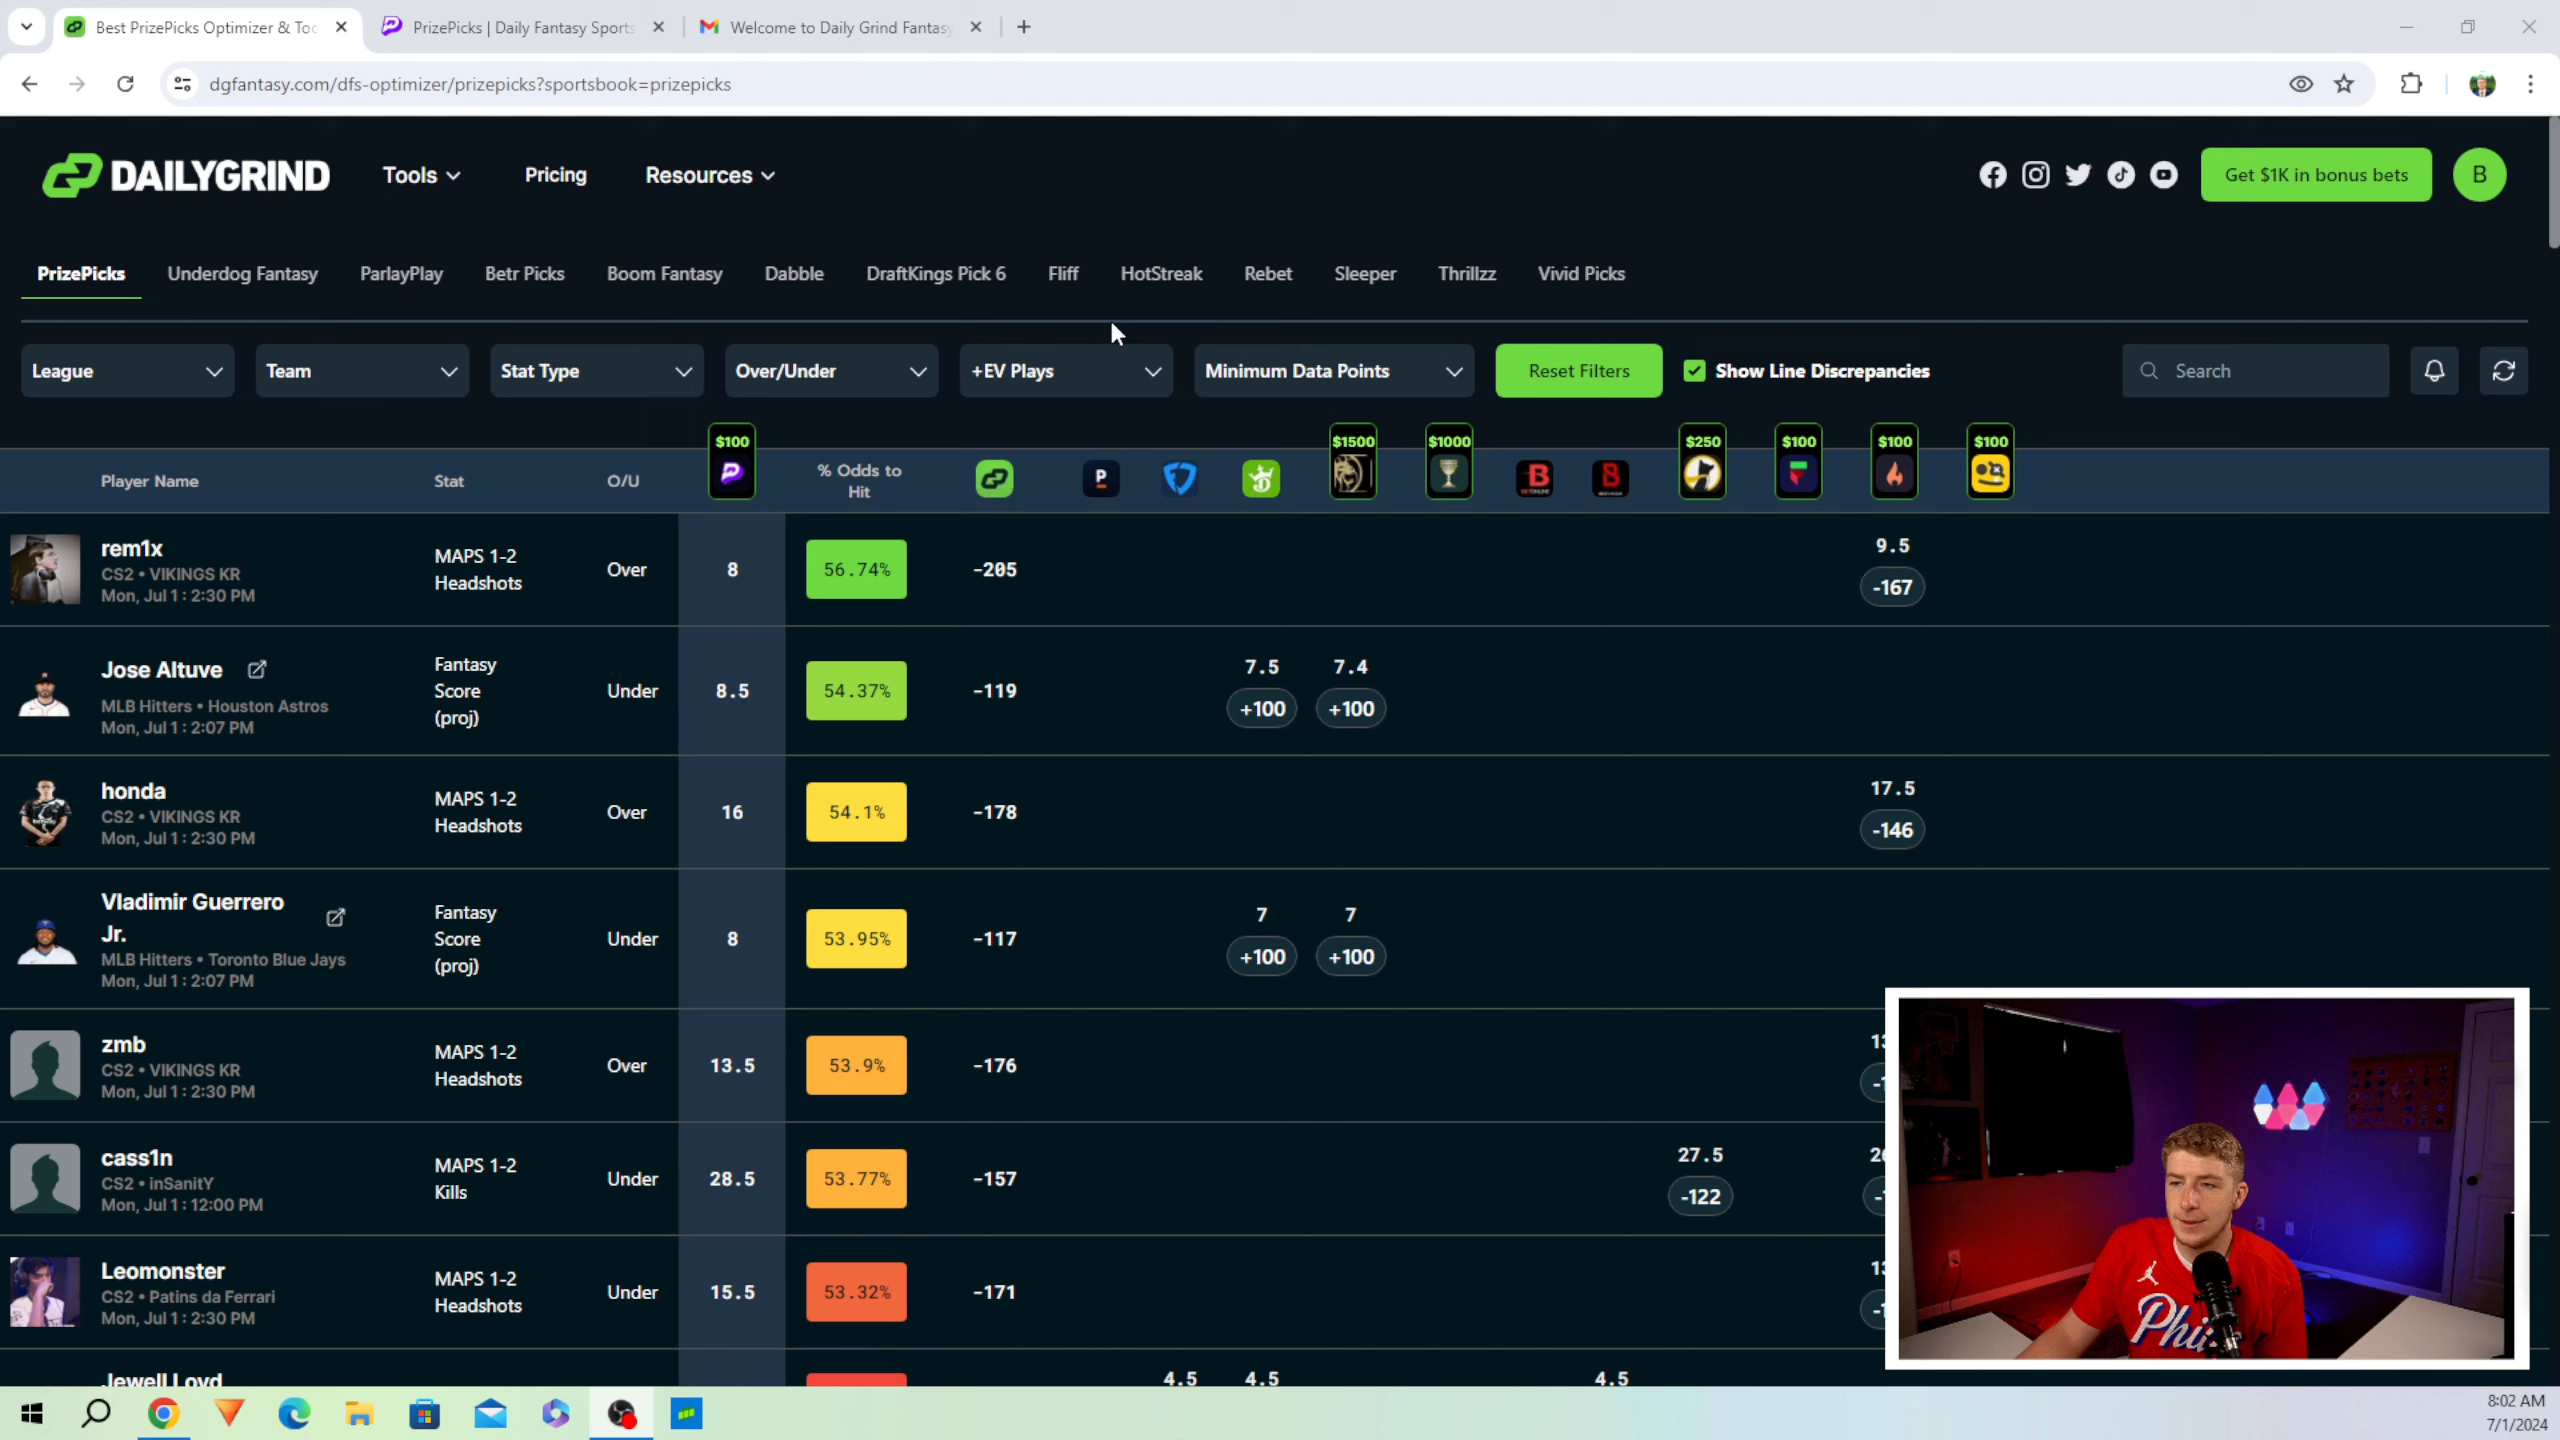 Best PrizePicks Optimizer & Too
PrizePicks | Daily Fantasy Sports
Welcome to Daily Grind Fantasy
dgfantasy.com/dfs-optimizer/prizepicks?sportsbook=prizepicks
DAILYGRIND
Tools
Pricing
Resources
Get $1K in bonus bets
B
PrizePicks
Underdog Fantasy
ParlayPlay
Betr Picks
Boom Fantasy
Dabble
DraftKings Pick 6
Fliff
HotStreak
Rebet
Sleeper
Thrillzz
Vivid Picks
League
Team
Stat Type
Over/Under
+EV Plays
Minimum Data Points
Reset Filters
Show Line Discrepancies
Search
Player Name
Stat
O/U
$100
% Odds to
Hit
P
$1500
$1000
B
BETONLINE
B
$250
$100
$100
$100
rem1x
CS2 • VIKINGS KR
Mon, Jul 1 : 2:30 PM
MAPS 1-2
Headshots
Over
8
56.74%
-205
9.5
-167
Jose Altuve
MLB Hitters • Houston Astros
Mon, Jul 1 : 2:07 PM
Fantasy
Score
(proj)
Under
8.5
54.37%
-119
7.5
+100
7.4
+100
honda
CS2 • VIKINGS KR
Mon, Jul 1 : 2:30 PM
MAPS 1-2
Headshots
Over
16
54.1%
-178
17.5
-146
Vladimir Guerrero
Jr.
MLB Hitters • Toronto Blue Jays
Mon, Jul 1 : 2:07 PM
Fantasy
Score
(proj)
Under
8
53.95%
-117
7
+100
7
+100
zmb
CS2 • VIKINGS KR
Mon, Jul 1 : 2:30 PM
MAPS 1-2
Headshots
Over
13.5
53.9%
-176
cass1n
CS2 • inSanitY
Mon, Jul 1 : 12:00 PM
MAPS 1-2
Kills
Under
28.5
53.77%
-157
27.5
-122
Leomonster
CS2 • Patins da Ferrari
Mon, Jul 1 : 2:30 PM
MAPS 1-2
Headshots
Under
15.5
53.32%
-171
Jewell Loyd
4.5
4.5
4.5
8:02 AM
7/1/2024